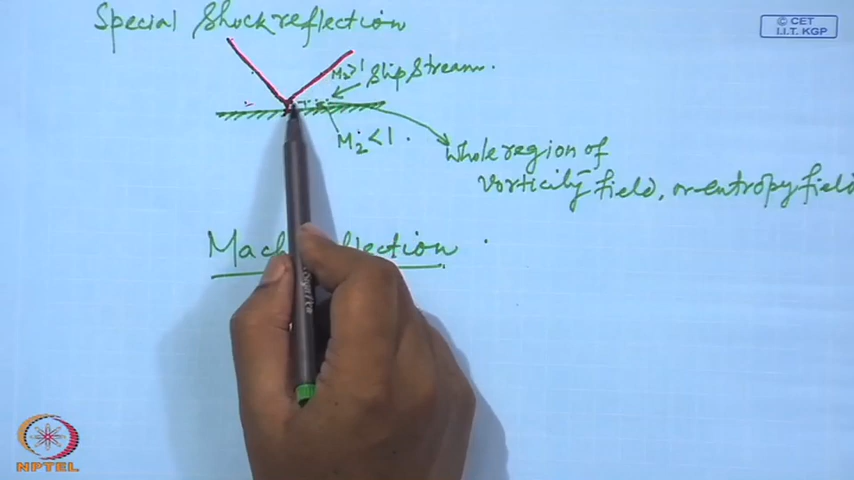 Special Shock reflection
© CET
I.I.T. KGP
M₂>1 Slip Stream.
M₂ < 1.
Whole region of
Vorticity field, or entropy field
Mach reflection
NPTEL